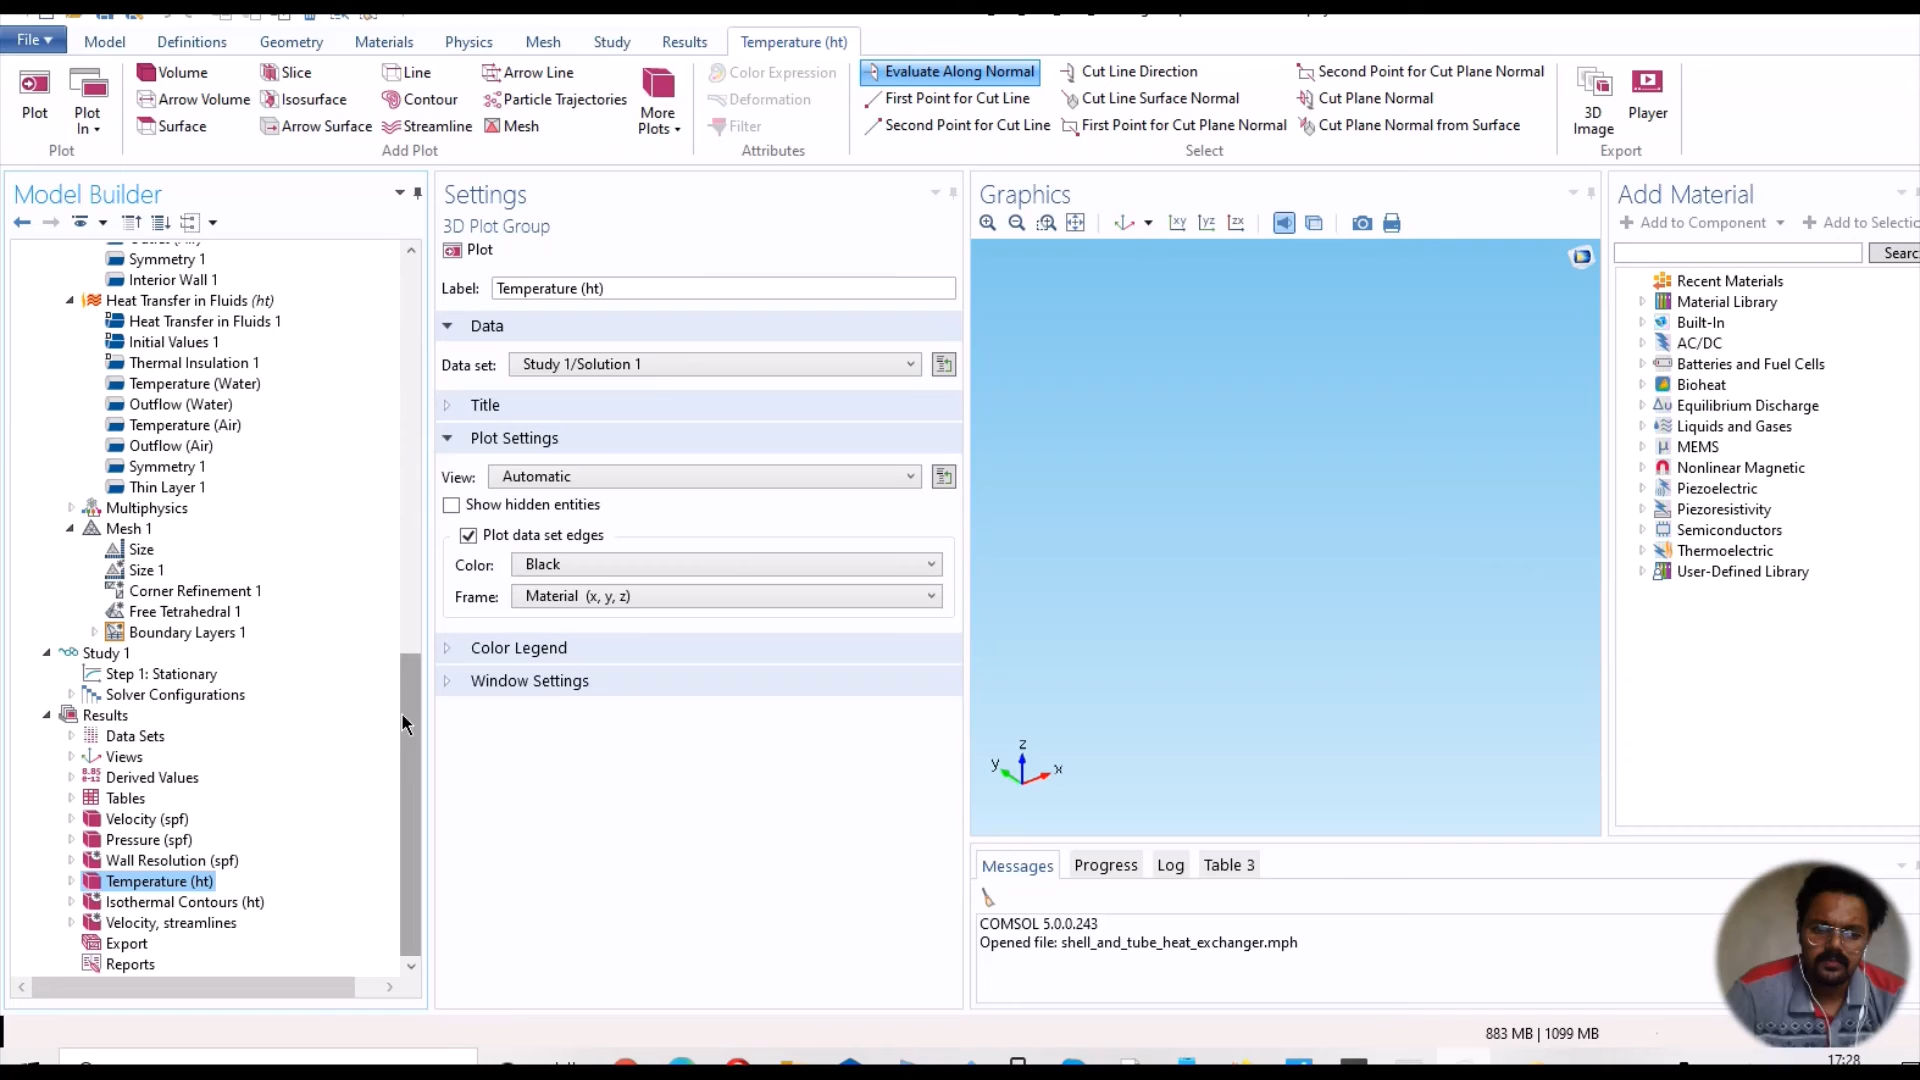 File
Model
Definitions
Geometry
Materials
Physics
Mesh
Study
Results
Temperature (ht)
Plot
Plot In
Plot
Volume
Arrow Volume
Surface
Slice
Isosurface
Arrow Surface
Line
Contour
Streamline
Arrow Line
Particle Trajectories
Mesh
More Plots
Add Plot
Color Expression
Deformation
Filter
Attributes
Evaluate Along Normal
First Point for Cut Line
Second Point for Cut Line
Cut Line Direction
Cut Line Surface Normal
First Point for Cut Plane Normal
Second Point for Cut Plane Normal
Cut Plane Normal
Cut Plane Normal from Surface
Select
3D Image
Player
Export
Model Builder
Symmetry 1
Interior Wall 1
Heat Transfer in Fluids (ht)
Heat Transfer in Fluids 1
Initial Values 1
Thermal Insulation 1
Temperature (Water)
Outflow (Water)
Temperature (Air)
Outflow (Air)
Symmetry 1
Thin Layer 1
Multiphysics
Mesh 1
Size
Size 1
Corner Refinement 1
Free Tetrahedral 1
Boundary Layers 1
Study 1
Step 1: Stationary
Solver Configurations
Results
Data Sets
Views
8.85
e-12
Derived Values
Tables
Velocity (spf)
Pressure (spf)
Wall Resolution (spf)
Temperature (ht)
Isothermal Contours (ht)
Velocity, streamlines
Export
Reports
Settings
3D Plot Group
Plot
Label: Temperature (ht)
Data
Data set: Study 1/Solution 1
Title
Plot Settings
View: Automatic
Show hidden entities
Plot data set edges
Color: Black
Frame: Material (x, y, z)
Color Legend
Window Settings
Graphics
xy yz zx
z
y x
Messages Progress Log Table 3
COMSOL 5.0.0.243
Opened file: shell_and_tube_heat_exchanger.mph
Add Material
Add to Component
Add to Selectic
Searc
Recent Materials
Material Library
Built-In
AC/DC
Batteries and Fuel Cells
Bioheat
Δu Equilibrium Discharge
Liquids and Gases
MEMS
Nonlinear Magnetic
Piezoelectric
Piezoresistivity
Semiconductors
Thermoelectric
User-Defined Library
883 MB | 1099 MB
17:28